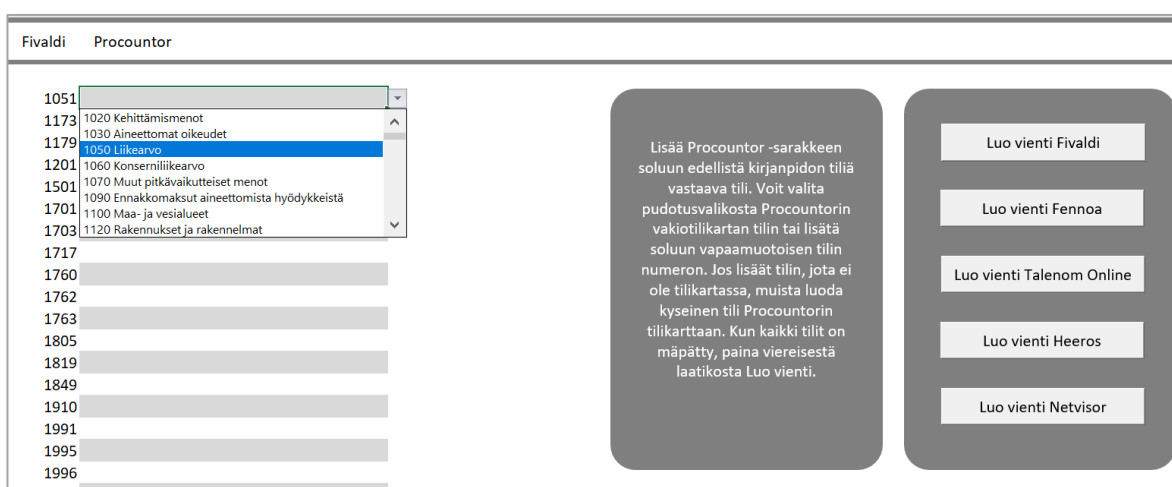 Fivaldi Procountor
1051
1173
1179
1201
1501
1701
1703
1717
1760
1762
1763
1805
1819
1849
1910
1991
1995
1996
1020 Kehittämismenot
1030 Aineettomat oikeudet
1050 Liikearvo
1060 Konserniliikearvo
1070 Muut pitkävaikutteiset menot
1090 Ennakkomaksut aineettomista hyödykkeistä
1100 Maa- ja vesialueet
1120 Rakennukset ja rakennelmat
Lisää Procountor -sarakkeen
soluun edellistä kirjanpidon tiliä
vastaava tili. Voit valita
pudotusvalikosta Procountorin
vakiotilikartan tilin tai lisätä
soluun vapaamuotoisen tilin
numeron. Jos lisäät tilin, jota ei
ole tilikartassa, muista luoda
kyseinen tili Procountorin
tilikarttaan. Kun kaikki tilit on
mäpätty, paina viereisestä
laatikosta Luo vienti.
Luo vienti Fivaldi
Luo vienti Fennoa
Luo vienti Talenom Online
Luo vienti Heeros
Luo vienti Netvisor